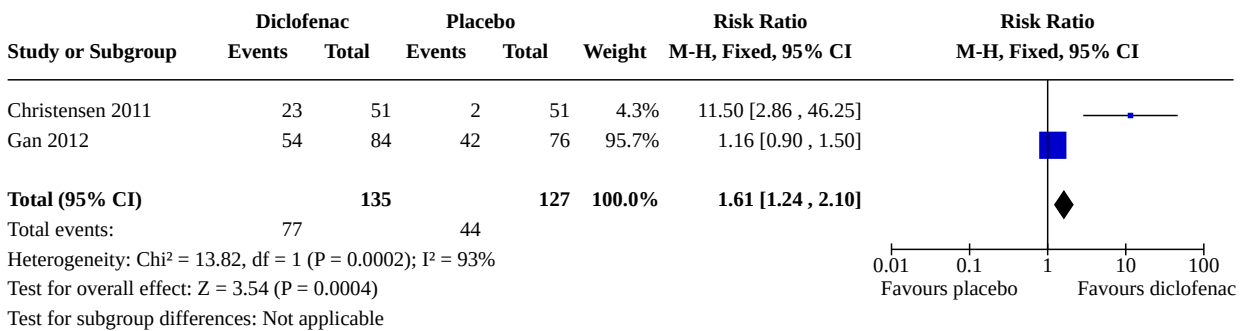 Diclofenac Placebo Risk Ratio Risk Ratio
Study or Subgroup Events Total Events Total Weight M-H, Fixed, 95% CI M-H, Fixed, 95% CI
Christensen 2011 23 51 2 51 4.3% 11.50 [2.86 , 46.25]
Gan 2012 54 84 42 76 95.7% 1.16 [0.90 , 1.50]
Total (95% CI) 135 127 100.0% 1.61 [1.24 , 2.10]
Total events: 77 44
Heterogeneity: Chi² = 13.82, df = 1 (P = 0.0002); I² = 93%
0.01 0.1 1 10 100
Test for overall effect: Z = 3.54 (P = 0.0004)
Favours placebo Favours diclofenac
Test for subgroup differences: Not applicable